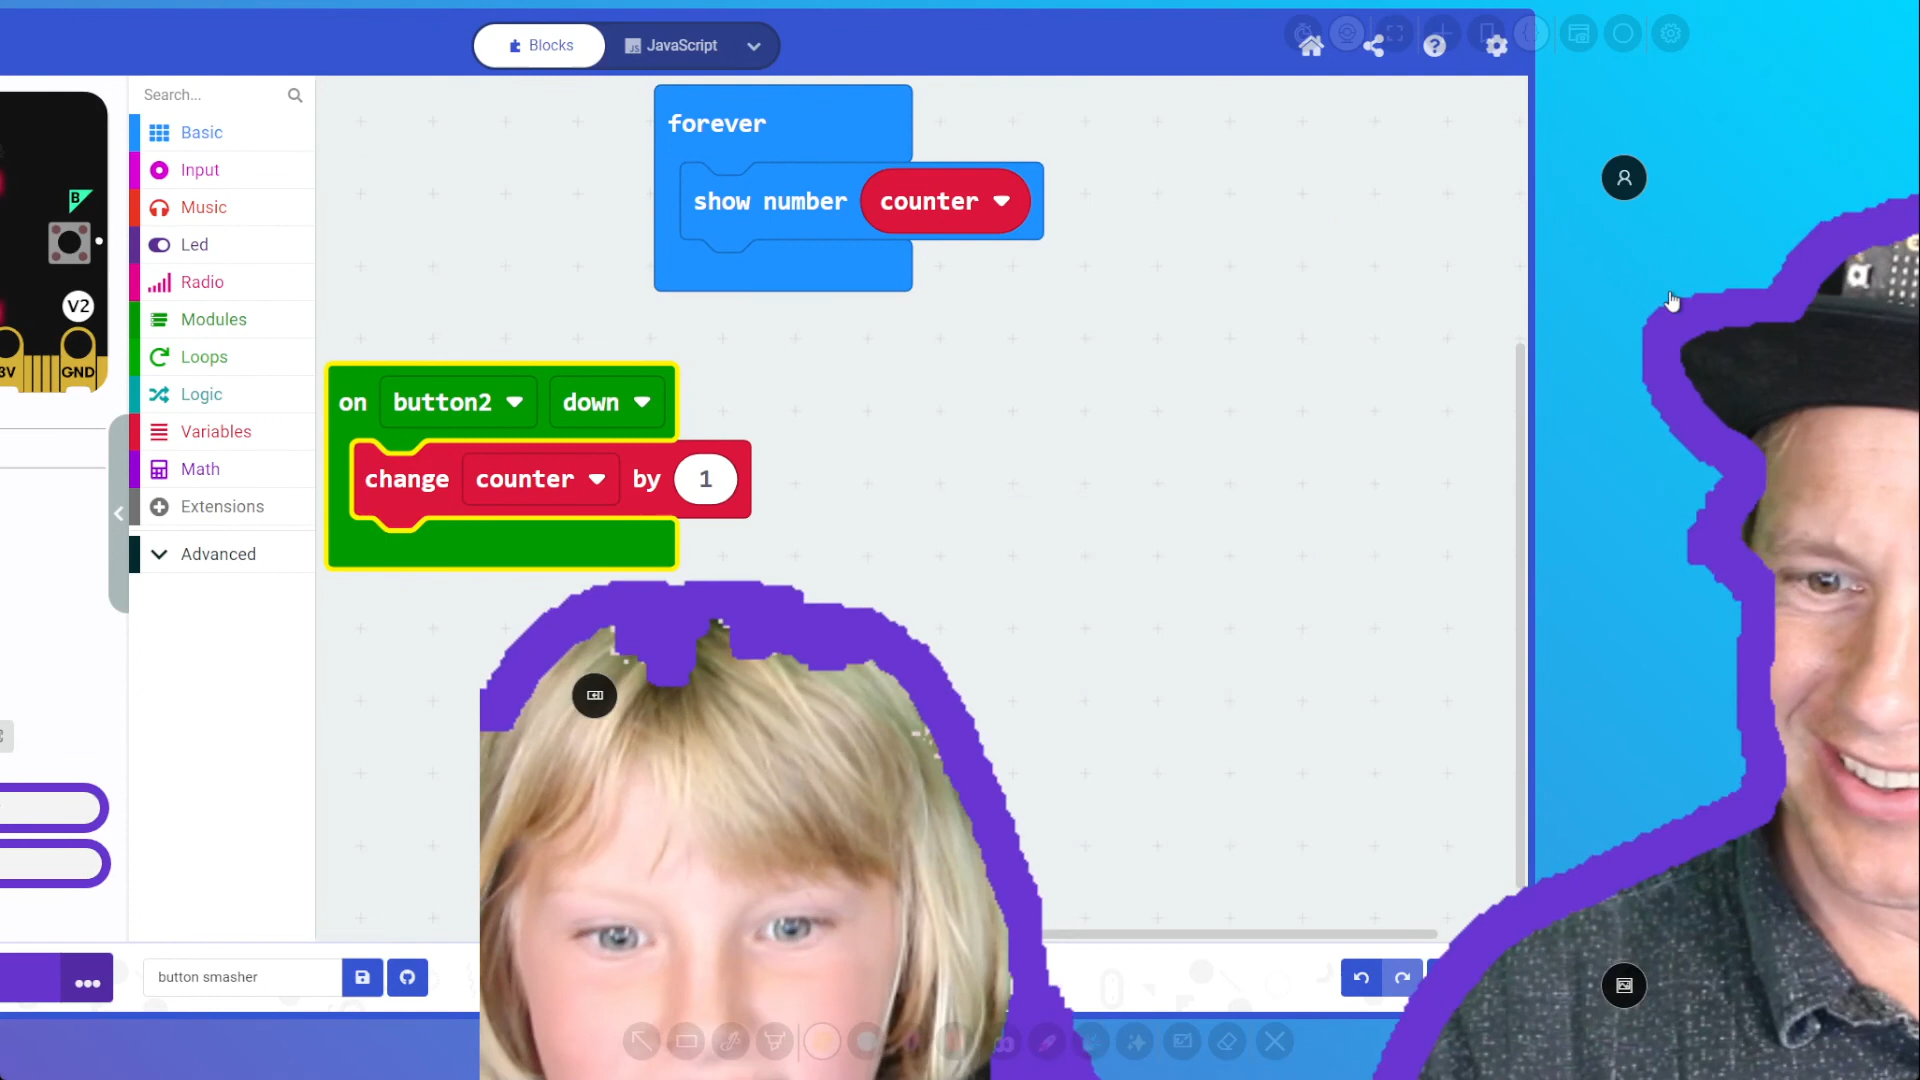 Blocks
JS JavaScript
Search...
Basic
Input
Music
Led
Radio
Modules
Loops
Logic
Variables
Math
Extensions
Advanced
B
V2
3V
GND
forever
show number counter
on button2 down
change counter by 1
button smasher